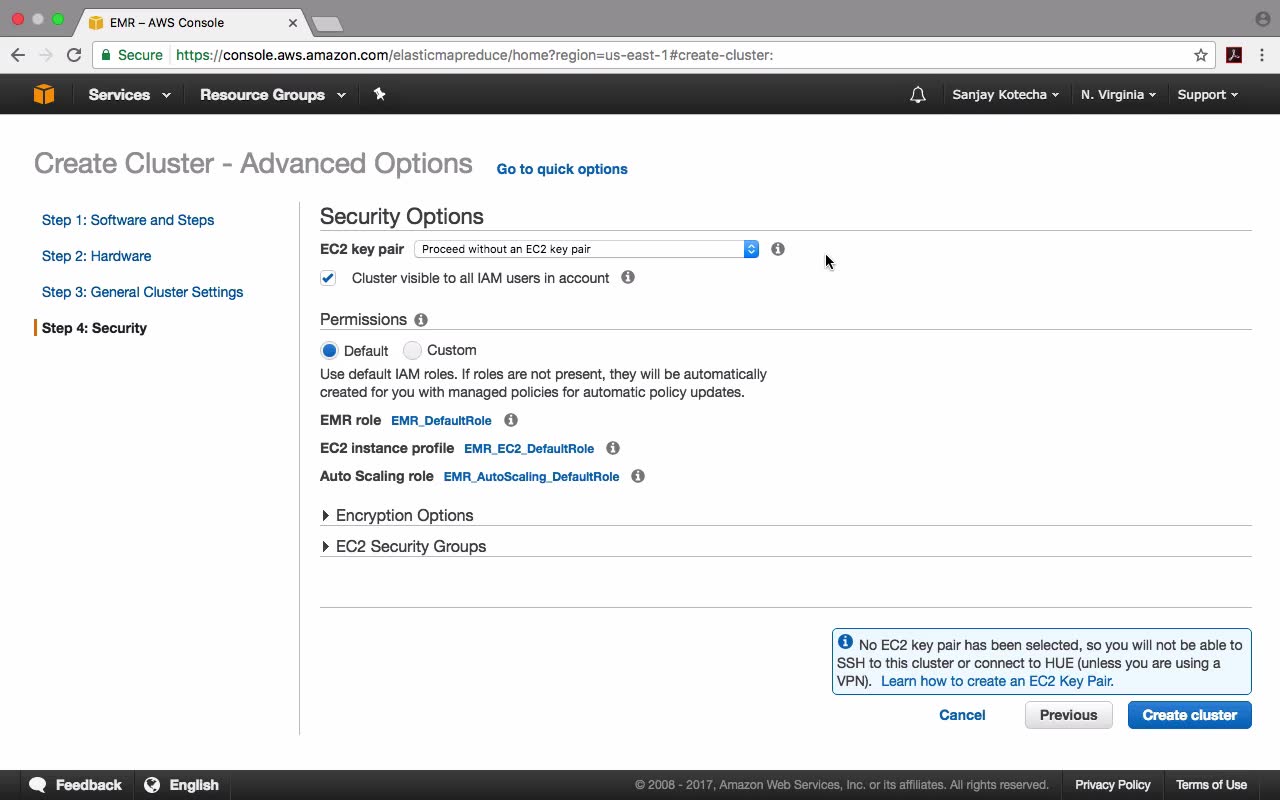 EMR – AWS Console
Secure https://console.aws.amazon.com/elasticmapreduce/home?region=us-east-1#create-cluster:
Services Resource Groups Sanjay Kotecha N. Virginia Support
Create Cluster - Advanced Options Go to quick options
Step 1: Software and Steps
Step 2: Hardware
Step 3: General Cluster Settings
Step 4: Security
Security Options
EC2 key pair Proceed without an EC2 key pair
Cluster visible to all IAM users in account
Permissions
Default Custom
Use default IAM roles. If roles are not present, they will be automatically
created for you with managed policies for automatic policy updates.
EMR role EMR_DefaultRole
EC2 instance profile EMR_EC2_DefaultRole
Auto Scaling role EMR_AutoScaling_DefaultRole
Encryption Options
EC2 Security Groups
No EC2 key pair has been selected, so you will not be able to
SSH to this cluster or connect to HUE (unless you are using a
VPN). Learn how to create an EC2 Key Pair.
Cancel Previous Create cluster
Feedback English © 2008 - 2017, Amazon Web Services, Inc. or its affiliates. All rights reserved. Privacy Policy Terms of Use